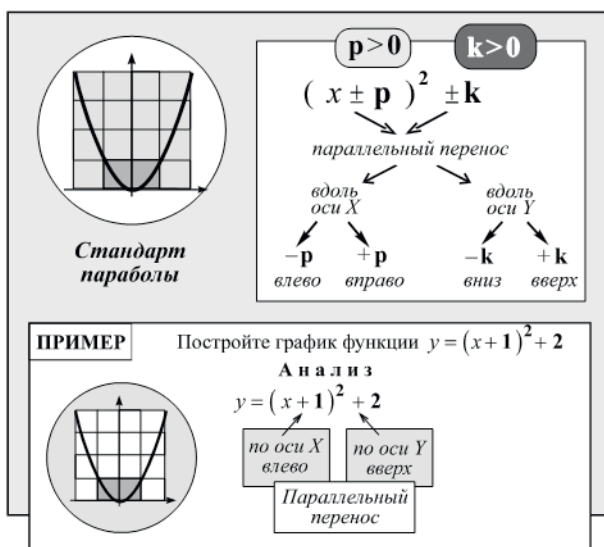 p>0 k>0
( x ± p )² ± k
параллельный перенос
вдоль оси X
вдоль оси Y
−p влево
+p вправо
−k вниз
+k вверх
Стандарт
параболы
ПРИМЕР Постройте график функции y = (x+1)² + 2
Анализ
y = (x+1)² + 2
по оси X
влево
по оси Y
вверх
Параллельный
перенос